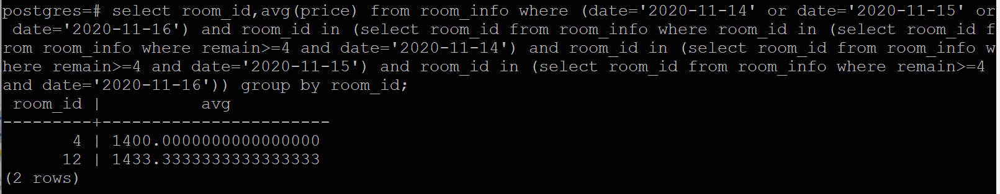 postgres=# select room_id,avg(price) from room_info where (date='2020-11-14' or date='2020-11-15' or
 date='2020-11-16') and room_id in (select room_id from room_info where room_id in (select room_id f
rom room_info where remain>=4 and date='2020-11-14') and room_id in (select room_id from room_info w
here remain>=4 and date='2020-11-15') and room_id in (select room_id from room_info where remain>=4 
and date='2020-11-16')) group by room_id;
 room_id |          avg
---------+-----------------------
       4 | 1400.0000000000000000
      12 | 1433.3333333333333333
(2 rows)